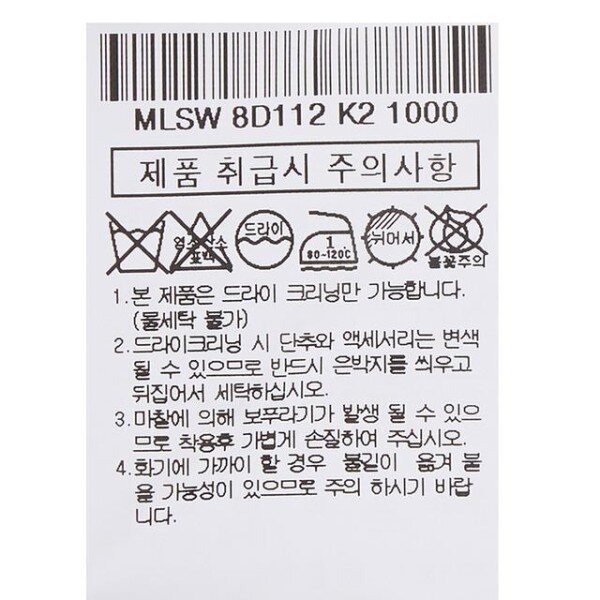 MLSW 8D112 K2 1000
제품 취급시 주의사항
염소산소 표백
드라이
1
80~120℃
뉘어서
불꽃주의
1. 본 제품은 드라이 크리닝만 가능합니다.
(물세탁 불가)
2. 드라이크리닝 시 단추와 액세서리는 변색
될 수 있으므로 반드시 은박지를 씌우고
뒤집어서 세탁하십시오.
3. 마찰에 의해 보푸라기가 발생 될 수 있으
므로 착용후 가볍게 손질하여 주십시오.
4. 화기에 가까이 할 경우 불길이 옮겨 붙
을 가능성이 있으므로 주의 하시기 바랍
니다.